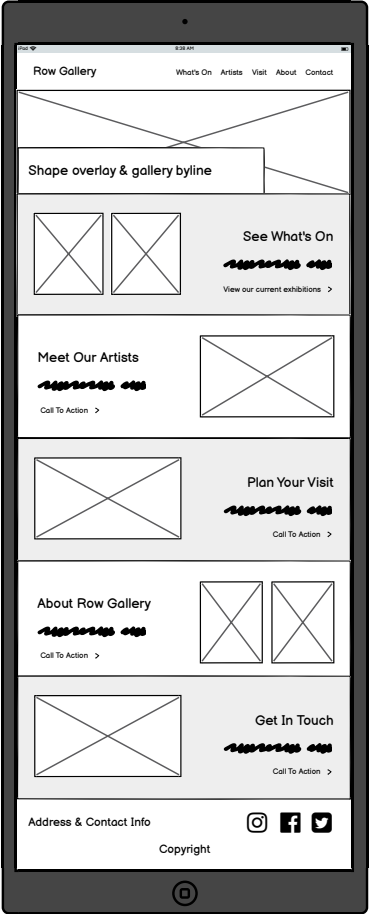 iPad 8:38 AM
Row Gallery What's On Artists Visit About Contact
Shape overlay & gallery byline
See What's On
View our current exhibitions >
Meet Our Artists
Call To Action >
Plan Your Visit
Call To Action >
About Row Gallery
Call To Action >
Get In Touch
Call To Action >
Address & Contact Info
Copyright